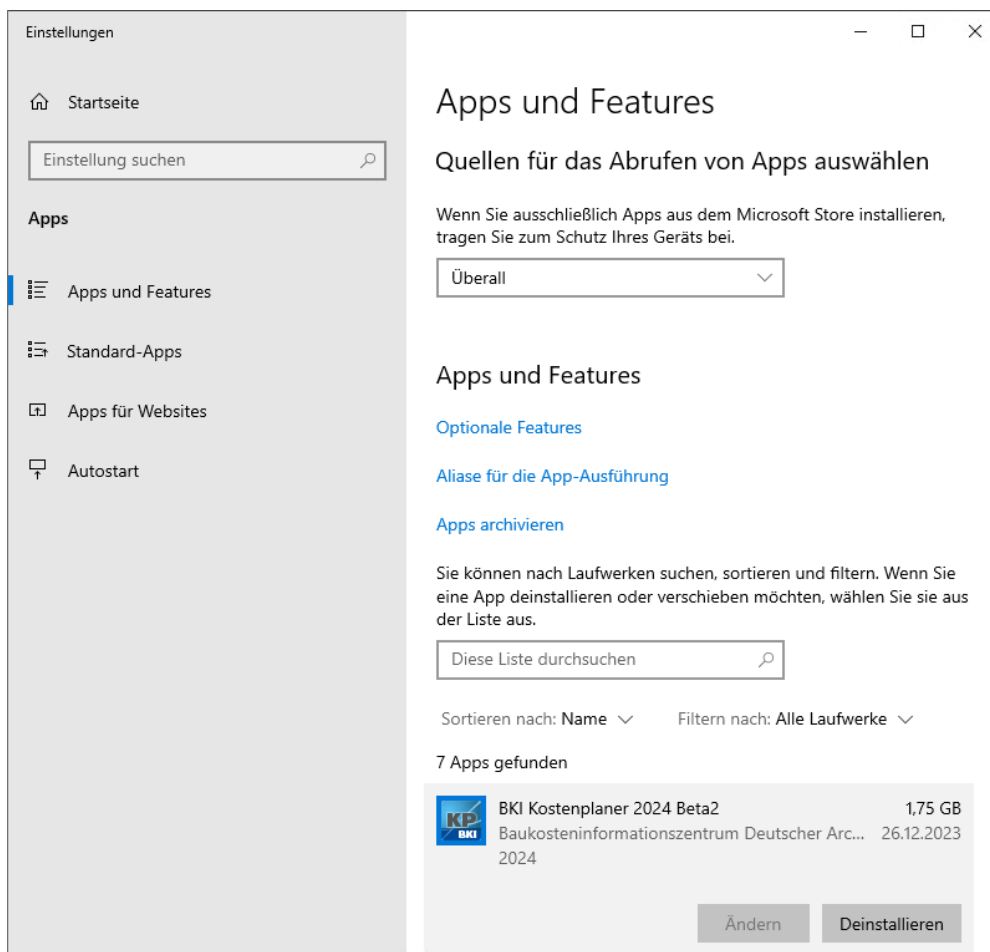 Einstellungen
Startseite
Einstellung suchen
Apps
Apps und Features
Standard-Apps
Apps für Websites
Autostart
Apps und Features
Quellen für das Abrufen von Apps auswählen
Wenn Sie ausschließlich Apps aus dem Microsoft Store installieren,
tragen Sie zum Schutz Ihres Geräts bei.
Überall
Apps und Features
Optionale Features
Aliase für die App-Ausführung
Apps archivieren
Sie können nach Laufwerken suchen, sortieren und filtern. Wenn Sie
eine App deinstallieren oder verschieben möchten, wählen Sie sie aus
der Liste aus.
Diese Liste durchsuchen
Sortieren nach: Name Filtern nach: Alle Laufwerke
7 Apps gefunden
KP
BKI
BKI Kostenplaner 2024 Beta2 1,75 GB
Baukosteninformationszentrum Deutscher Arc... 26.12.2023
2024
Ändern Deinstallieren